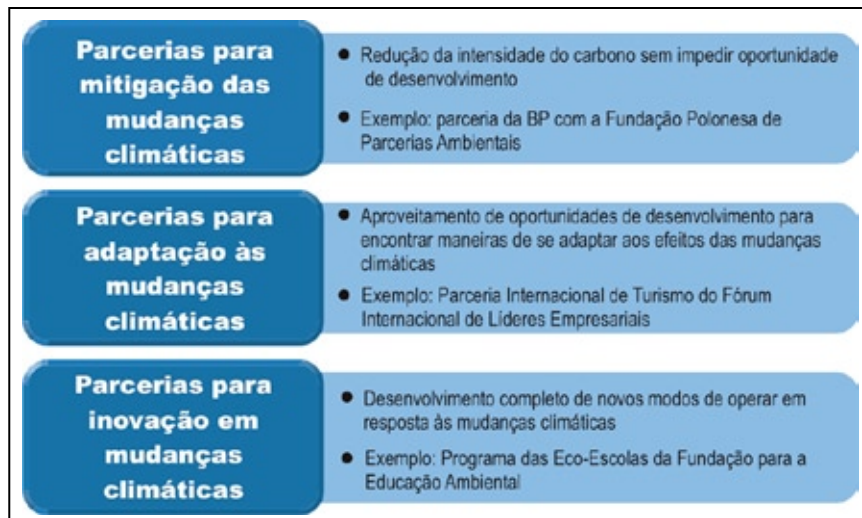 Parcerias para
mitigação das
mudanças
climáticas
● Redução da intensidade do carbono sem impedir oportunidade
de desenvolvimento
● Exemplo: parceria da BP com a Fundação Polonesa de
Parcerias Ambientais
Parcerias para
adaptação às
mudanças
climáticas
● Aproveitamento de oportunidades de desenvolvimento para
encontrar maneiras de se adaptar aos efeitos das mudanças
climáticas
● Exemplo: Parceria Internacional de Turismo do Fórum
Internacional de Líderes Empresariais
Parcerias para
inovação em
mudanças
climáticas
● Desenvolvimento completo de novos modos de operar em
resposta às mudanças climáticas
● Exemplo: Programa das Eco-Escolas da Fundação para a
Educação Ambiental